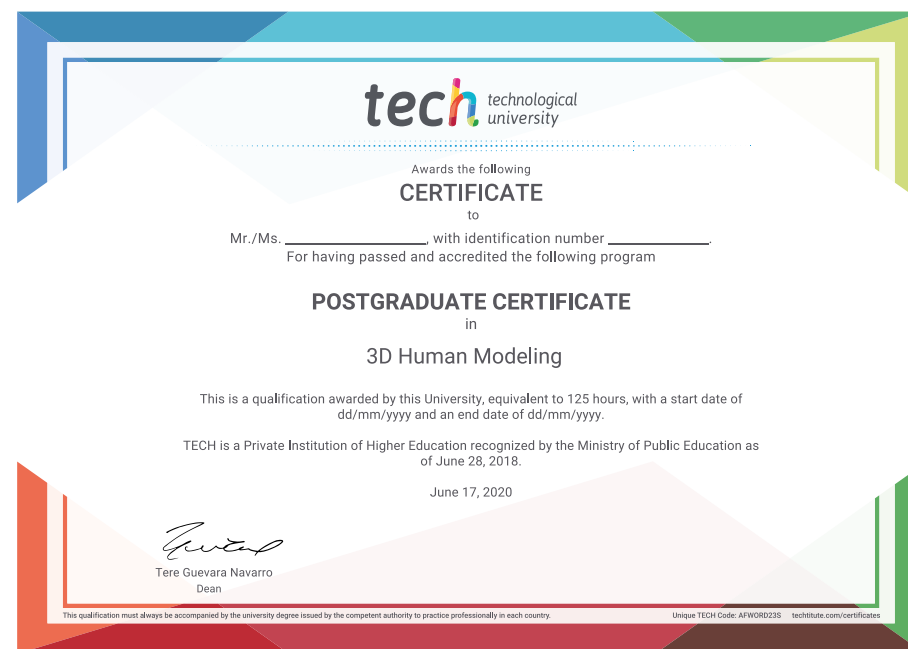 tech technological
university
Awards the following
CERTIFICATE
to
Mr./Ms. ____________________, with identification number ______________.
For having passed and accredited the following program
POSTGRADUATE CERTIFICATE
in
3D Human Modeling
This is a qualification awarded by this University, equivalent to 125 hours, with a start date of
dd/mm/yyyy and an end date of dd/mm/yyyy.
TECH is a Private Institution of Higher Education recognized by the Ministry of Public Education as
of June 28, 2018.
June 17, 2020
Tere Guevara Navarro
Dean
This qualification must always be accompanied by the university degree issued by the competent authority to practice professionally in each country. Unique TECH Code: AFWORD23S techtitute.com/certificates